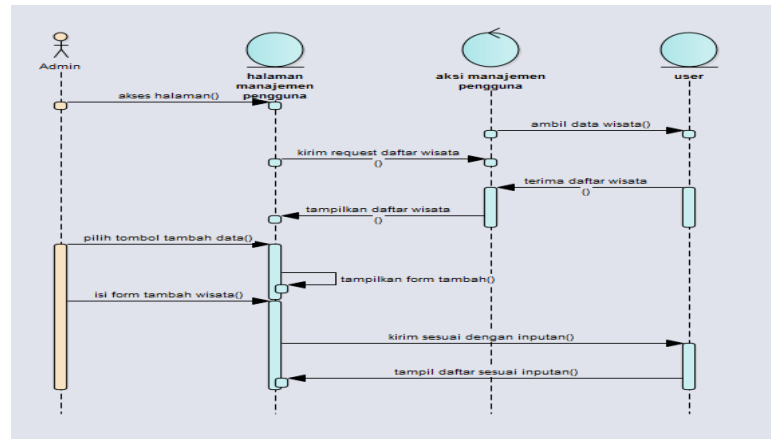 Admin
halaman
manajemen
pengguna
aksi manajemen
pengguna
user
akses halaman()
ambil data wisata()
kirim request daftar wisata
()
terima daftar wisata
()
tampilkan daftar wisata
()
pilih tombol tambah data()
tampilkan form tambah()
isi form tambah wisata()
kirim sesuai dengan inputan()
tampil daftar sesuai inputan()